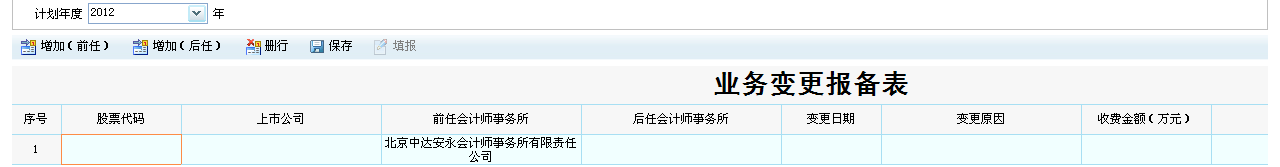 计划年度 2012 年
增加(前任) 增加(后任) 删行 保存 填报
业务变更报备表
序号 股票代码 上市公司 前任会计师事务所 后任会计师事务所 变更日期 变更原因 收费金额(万元)
1 北京中达安永会计师事务所有限责任
公司